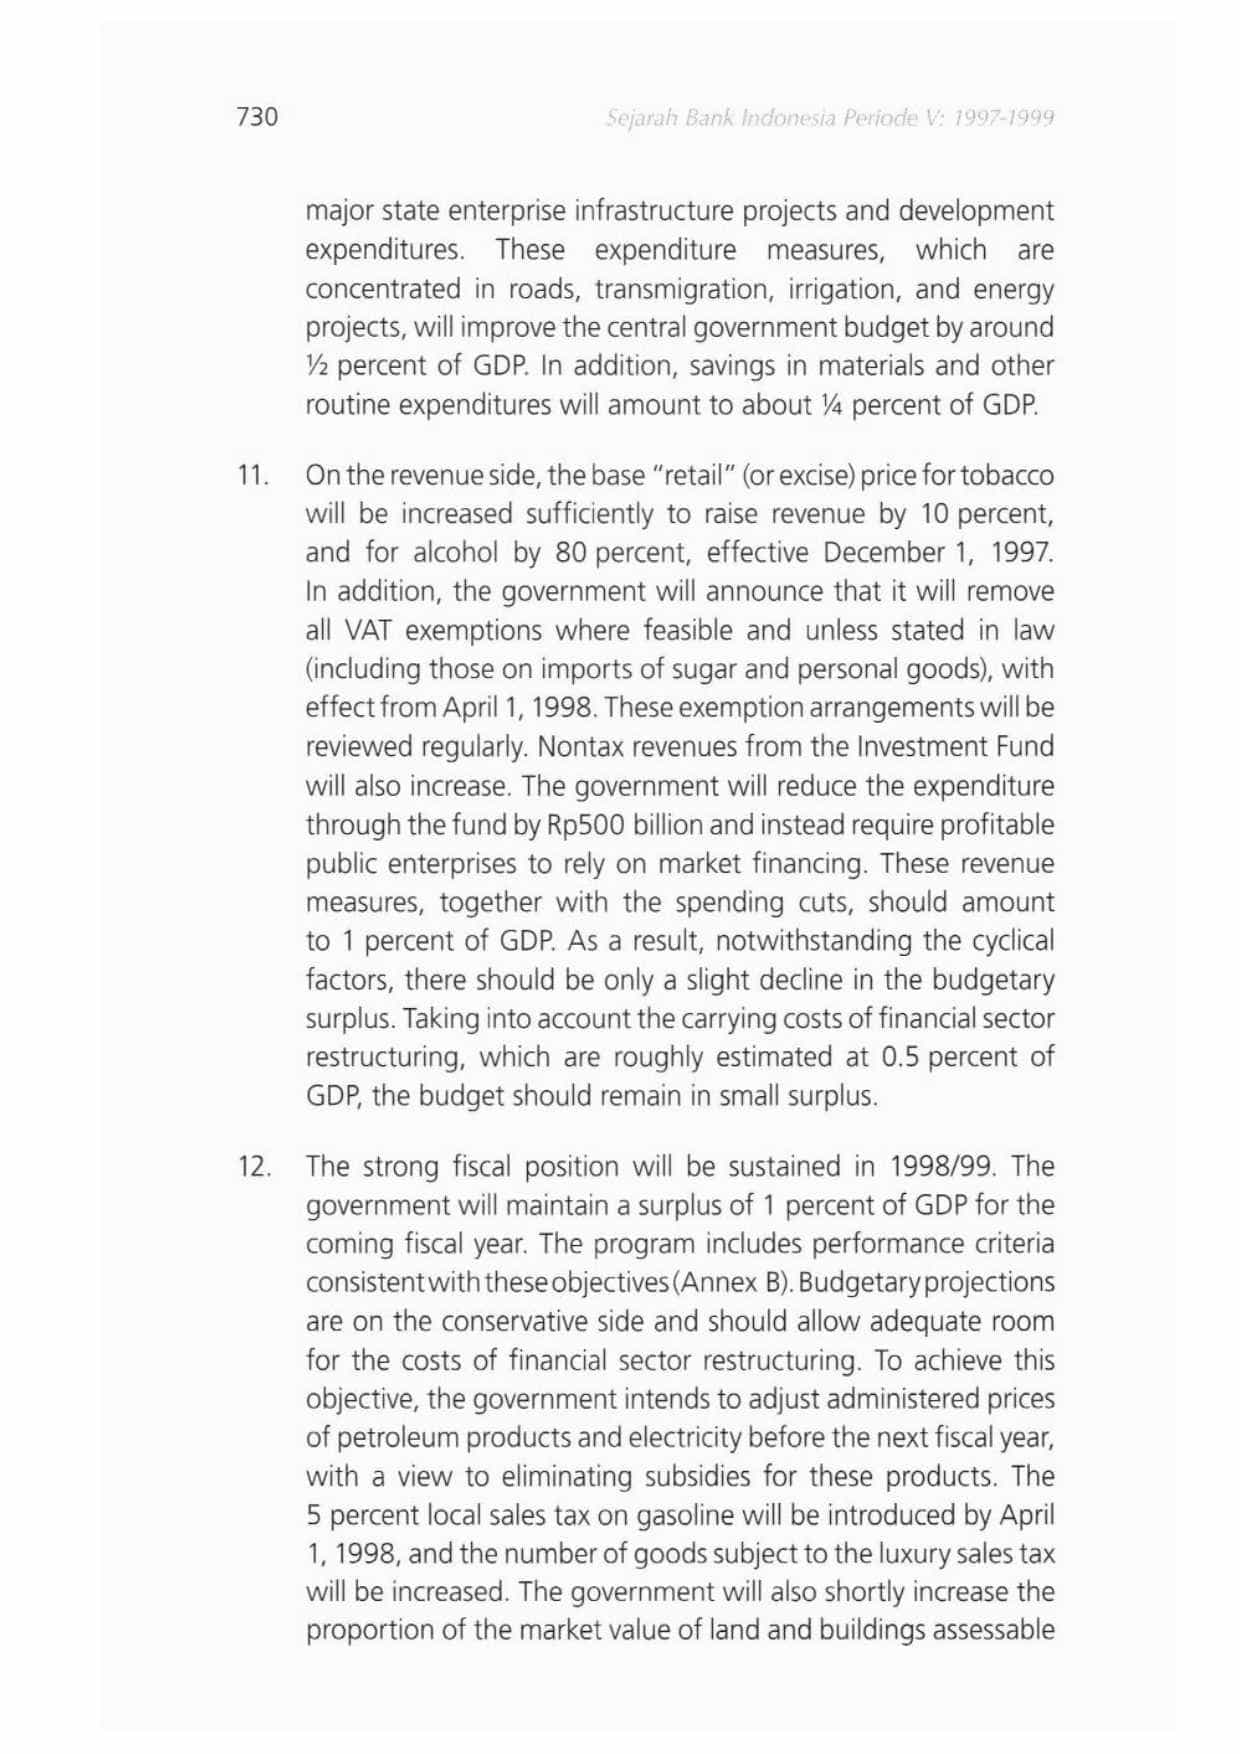 730
Sejarah Bank Indonesia Periode V: 1997-1999
major state enterprise infrastructure projects and development
expenditures. These expenditure measures, which are
concentrated in roads, transmigration, irrigation, and energy
projects, will improve the central government budget by around
½ percent of GDP. In addition, savings in materials and other
routine expenditures will amount to about ¼ percent of GDP.
11. On the revenue side, the base "retail" (or excise) price for tobacco
will be increased sufficiently to raise revenue by 10 percent,
and for alcohol by 80 percent, effective December 1, 1997.
In addition, the government will announce that it will remove
all VAT exemptions where feasible and unless stated in law
(including those on imports of sugar and personal goods), with
effect from April 1, 1998. These exemption arrangements will be
reviewed regularly. Nontax revenues from the Investment Fund
will also increase. The government will reduce the expenditure
through the fund by Rp500 billion and instead require profitable
public enterprises to rely on market financing. These revenue
measures, together with the spending cuts, should amount
to 1 percent of GDP. As a result, notwithstanding the cyclical
factors, there should be only a slight decline in the budgetary
surplus. Taking into account the carrying costs of financial sector
restructuring, which are roughly estimated at 0.5 percent of
GDP, the budget should remain in small surplus.
12. The strong fiscal position will be sustained in 1998/99. The
government will maintain a surplus of 1 percent of GDP for the
coming fiscal year. The program includes performance criteria
consistent with these objectives (Annex B). Budgetary projections
are on the conservative side and should allow adequate room
for the costs of financial sector restructuring. To achieve this
objective, the government intends to adjust administered prices
of petroleum products and electricity before the next fiscal year,
with a view to eliminating subsidies for these products. The
5 percent local sales tax on gasoline will be introduced by April
1, 1998, and the number of goods subject to the luxury sales tax
will be increased. The government will also shortly increase the
proportion of the market value of land and buildings assessable